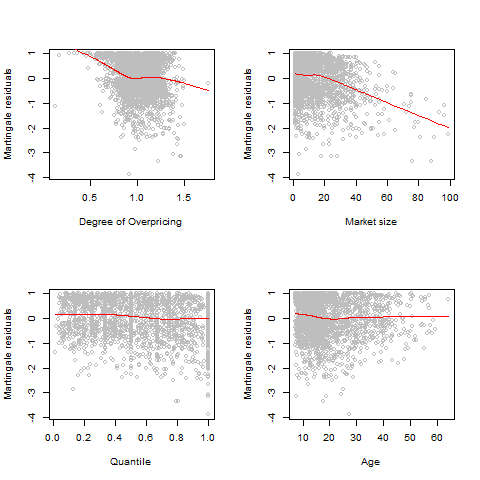 Martingale residuals
1
0
-1
-2
-3
-4
0.5 1.0 1.5
Degree of Overpricing
Martingale residuals
1
0
-1
-2
-3
-4
0 20 40 60 80 100
Market size
Martingale residuals
1
0
-1
-2
-3
-4
0.0 0.2 0.4 0.6 0.8 1.0
Quantile
Martingale residuals
1
0
-1
-2
-3
-4
10 20 30 40 50 60
Age